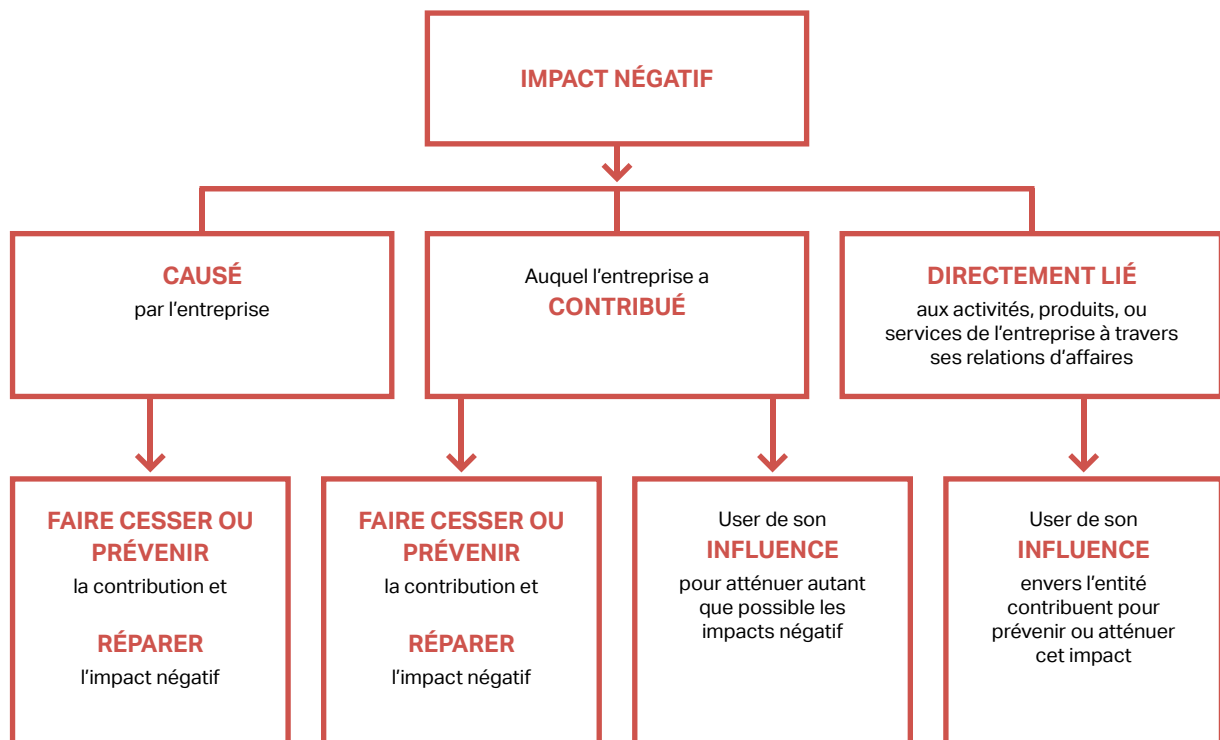 IMPACT NÉGATIF
CAUSÉ
par l'entreprise
Auquel l'entreprise a
CONTRIBUÉ
DIRECTEMENT LIÉ
aux activités, produits, ou
services de l'entreprise à travers
ses relations d'affaires
FAIRE CESSER OU
PRÉVENIR
la contribution et
RÉPARER
l'impact négatif
FAIRE CESSER OU
PRÉVENIR
la contribution et
RÉPARER
l'impact négatif
User de son
INFLUENCE
pour atténuer autant
que possible les
impacts négatif
User de son
INFLUENCE
envers l'entité
contribuent pour
prévenir ou atténuer
cet impact